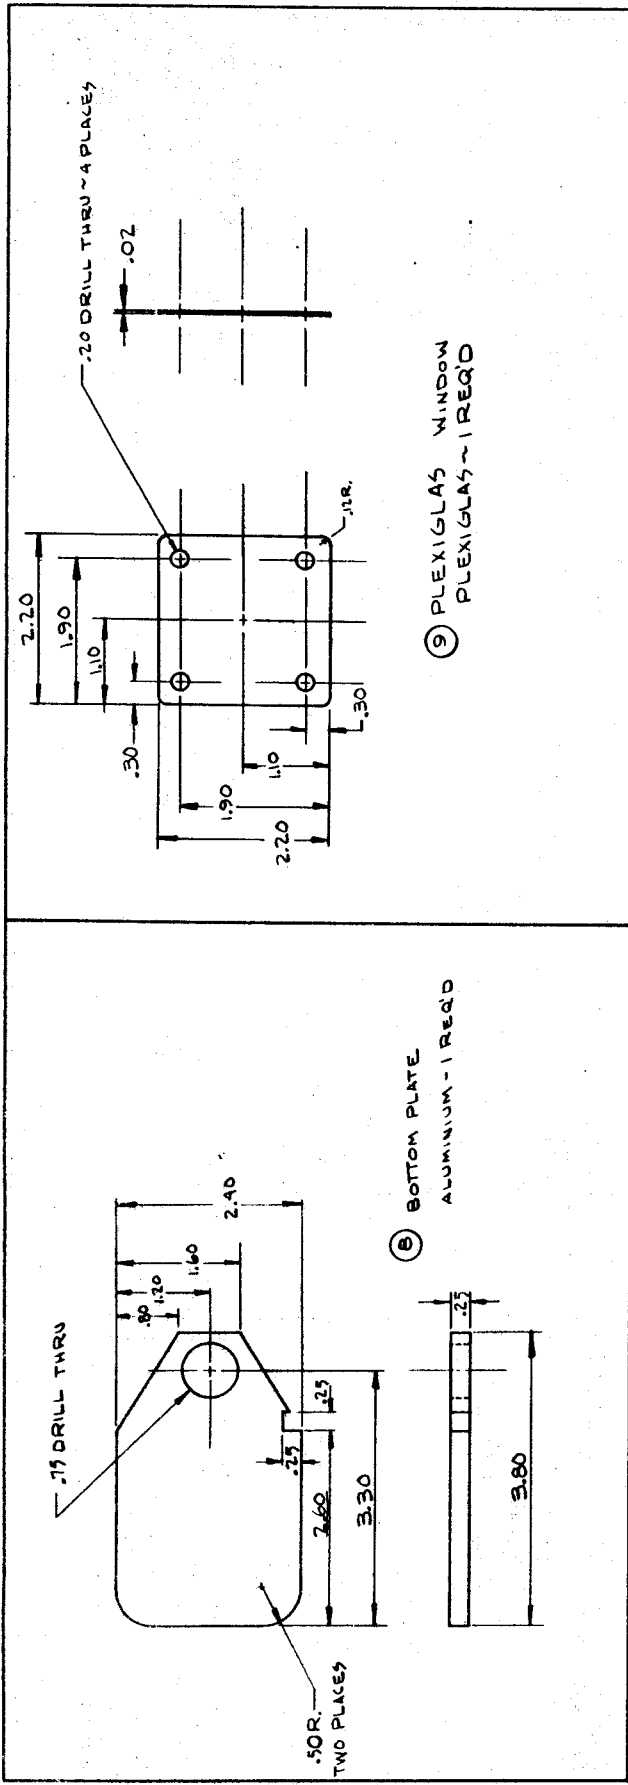 .75 DRILL THRU
.80
1.20
1.60
2.40
.25
.25
2.60
3.30
.50 R.
TWO PLACES
8 BOTTOM PLATE
ALUMINIUM - 1 REQ'D
.25
3.80
.20 DRILL THRU ~ 4 PLACES
2.20
1.90
1.10
.30
.02
.12R.
.30
1.10
1.90
2.20
9 PLEXIGLAS WINDOW
PLEXIGLAS ~ 1 REQ'D